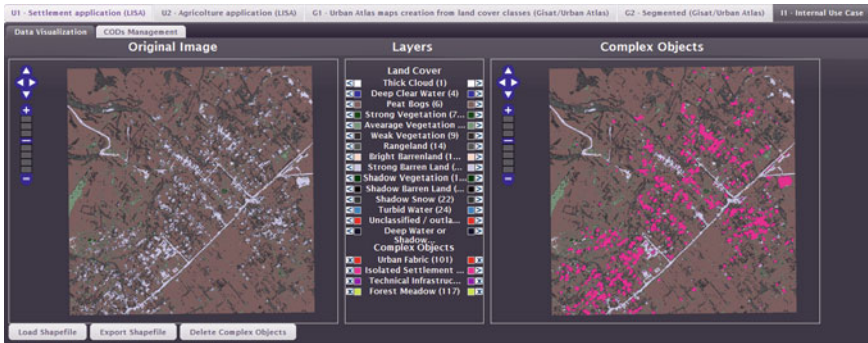 U1 - Settlement application (LISA) U2 - Agricolture application (LISA) G1 - Urban Atlas maps creation from land cover classes (Gisat/Urban Atlas) G2 - Segmented (Gisat/Urban Atlas) I1 - Internal Use Case
Data Visualization CODs Management
Original Image Layers Complex Objects
Land Cover
Thick Cloud (1)
Deep Clear Water (4)
Peat Bogs (6)
Strong Vegetation (7...
Avearage Vegetation ...
Weak Vegetation (9)
Rangeland (14)
Bright Barrenland (1...
Strong Barren Land (...
Shadow Vegetation (1...
Shadow Barren Land (...
Shadow Snow (22)
Turbid Water (24)
Unclassified / outla...
Deep Water or
Shadow...
Complex Objects
Urban Fabric (101)
Isolated Settlement ...
Technical Infrastruc...
Forest Meadow (117)
Load Shapefile Export Shapefile Delete Complex Objects